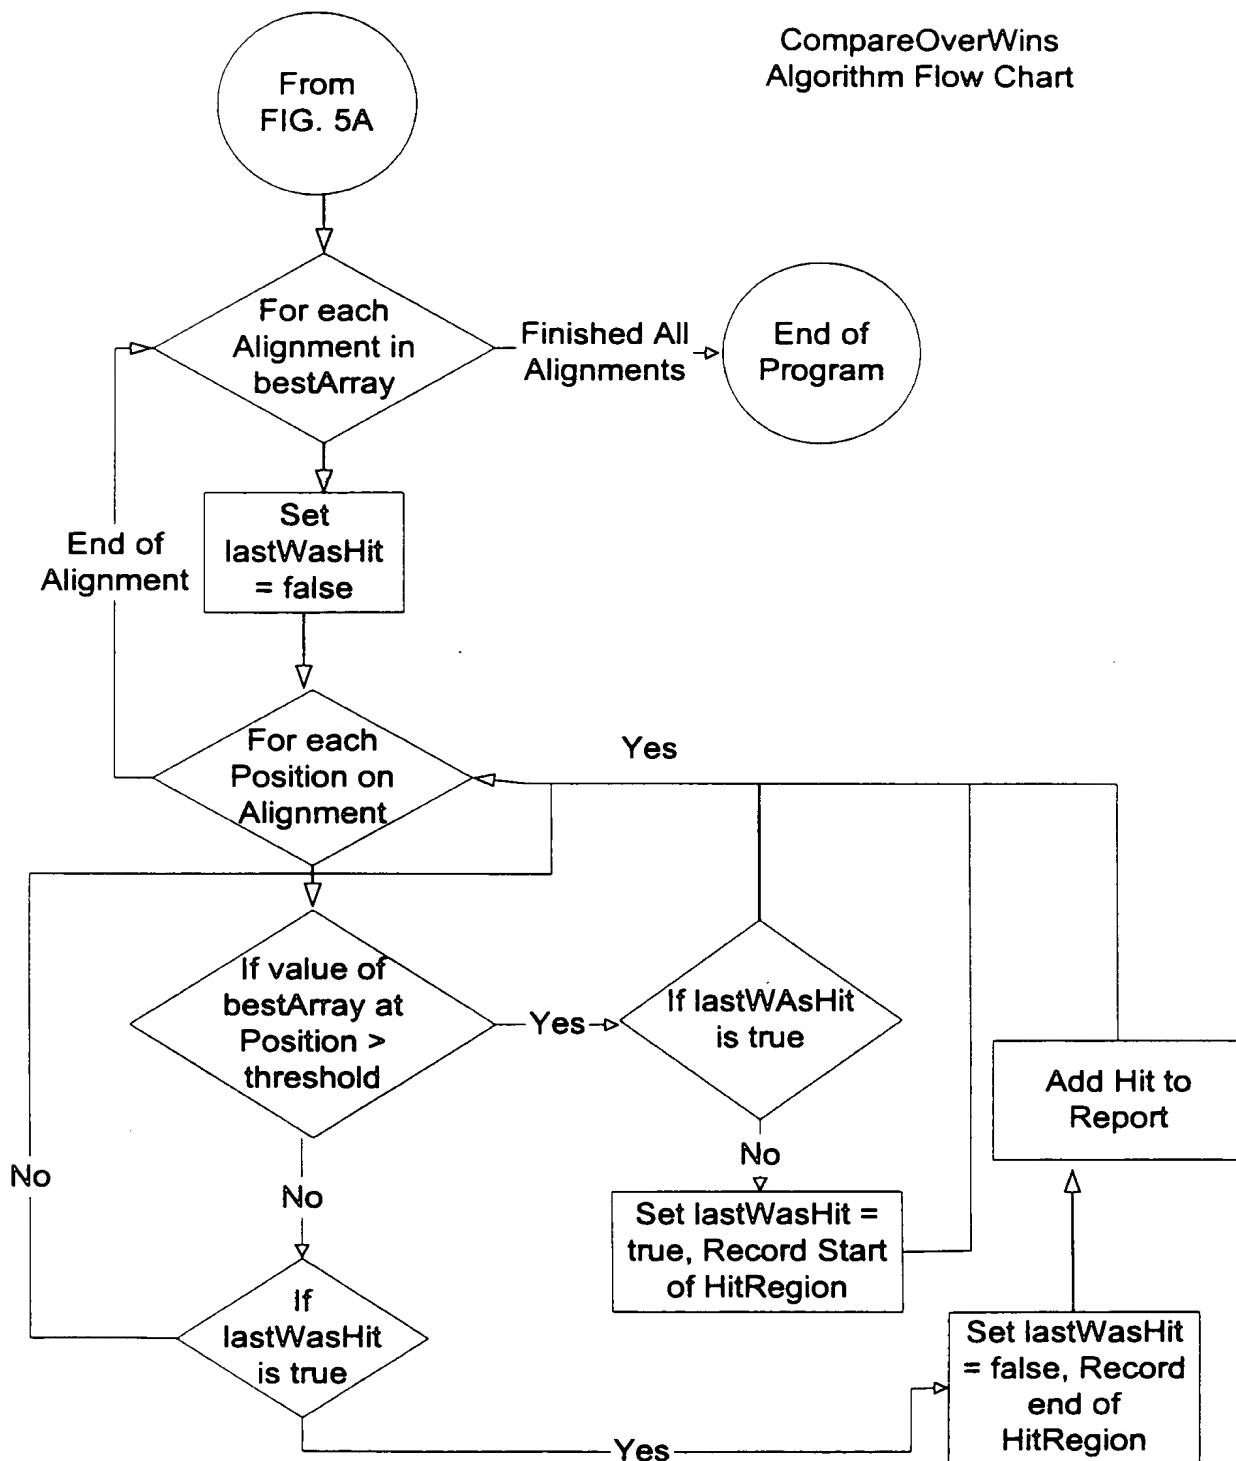 CompareOverWins
Algorithm Flow Chart
From
FIG. 5A
For each
Alignment in
bestArray
Finished All
Alignments
End of
Program
Set
lastWasHit
= false
End of
Alignment
For each
Position on
Alignment
Yes
If value of
bestArray at
Position >
threshold
Yes
If lastWAsHit
is true
Add Hit to
Report
No
No
No
Set lastWasHit =
true, Record Start
of HitRegion
If
lastWasHit
is true
Set lastWasHit
= false, Record
end of
HitRegion
Yes